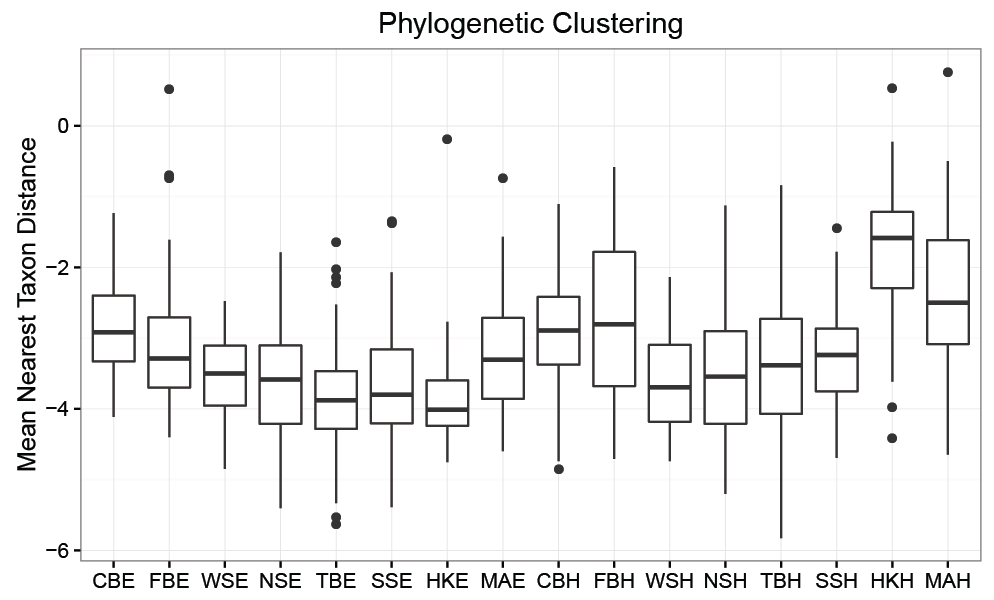 Phylogenetic Clustering
Mean Nearest Taxon Distance
0
−2
−4
−6
CBE FBE WSE NSE TBE SSE HKE MAE CBH FBH WSH NSH TBH SSH HKH MAH